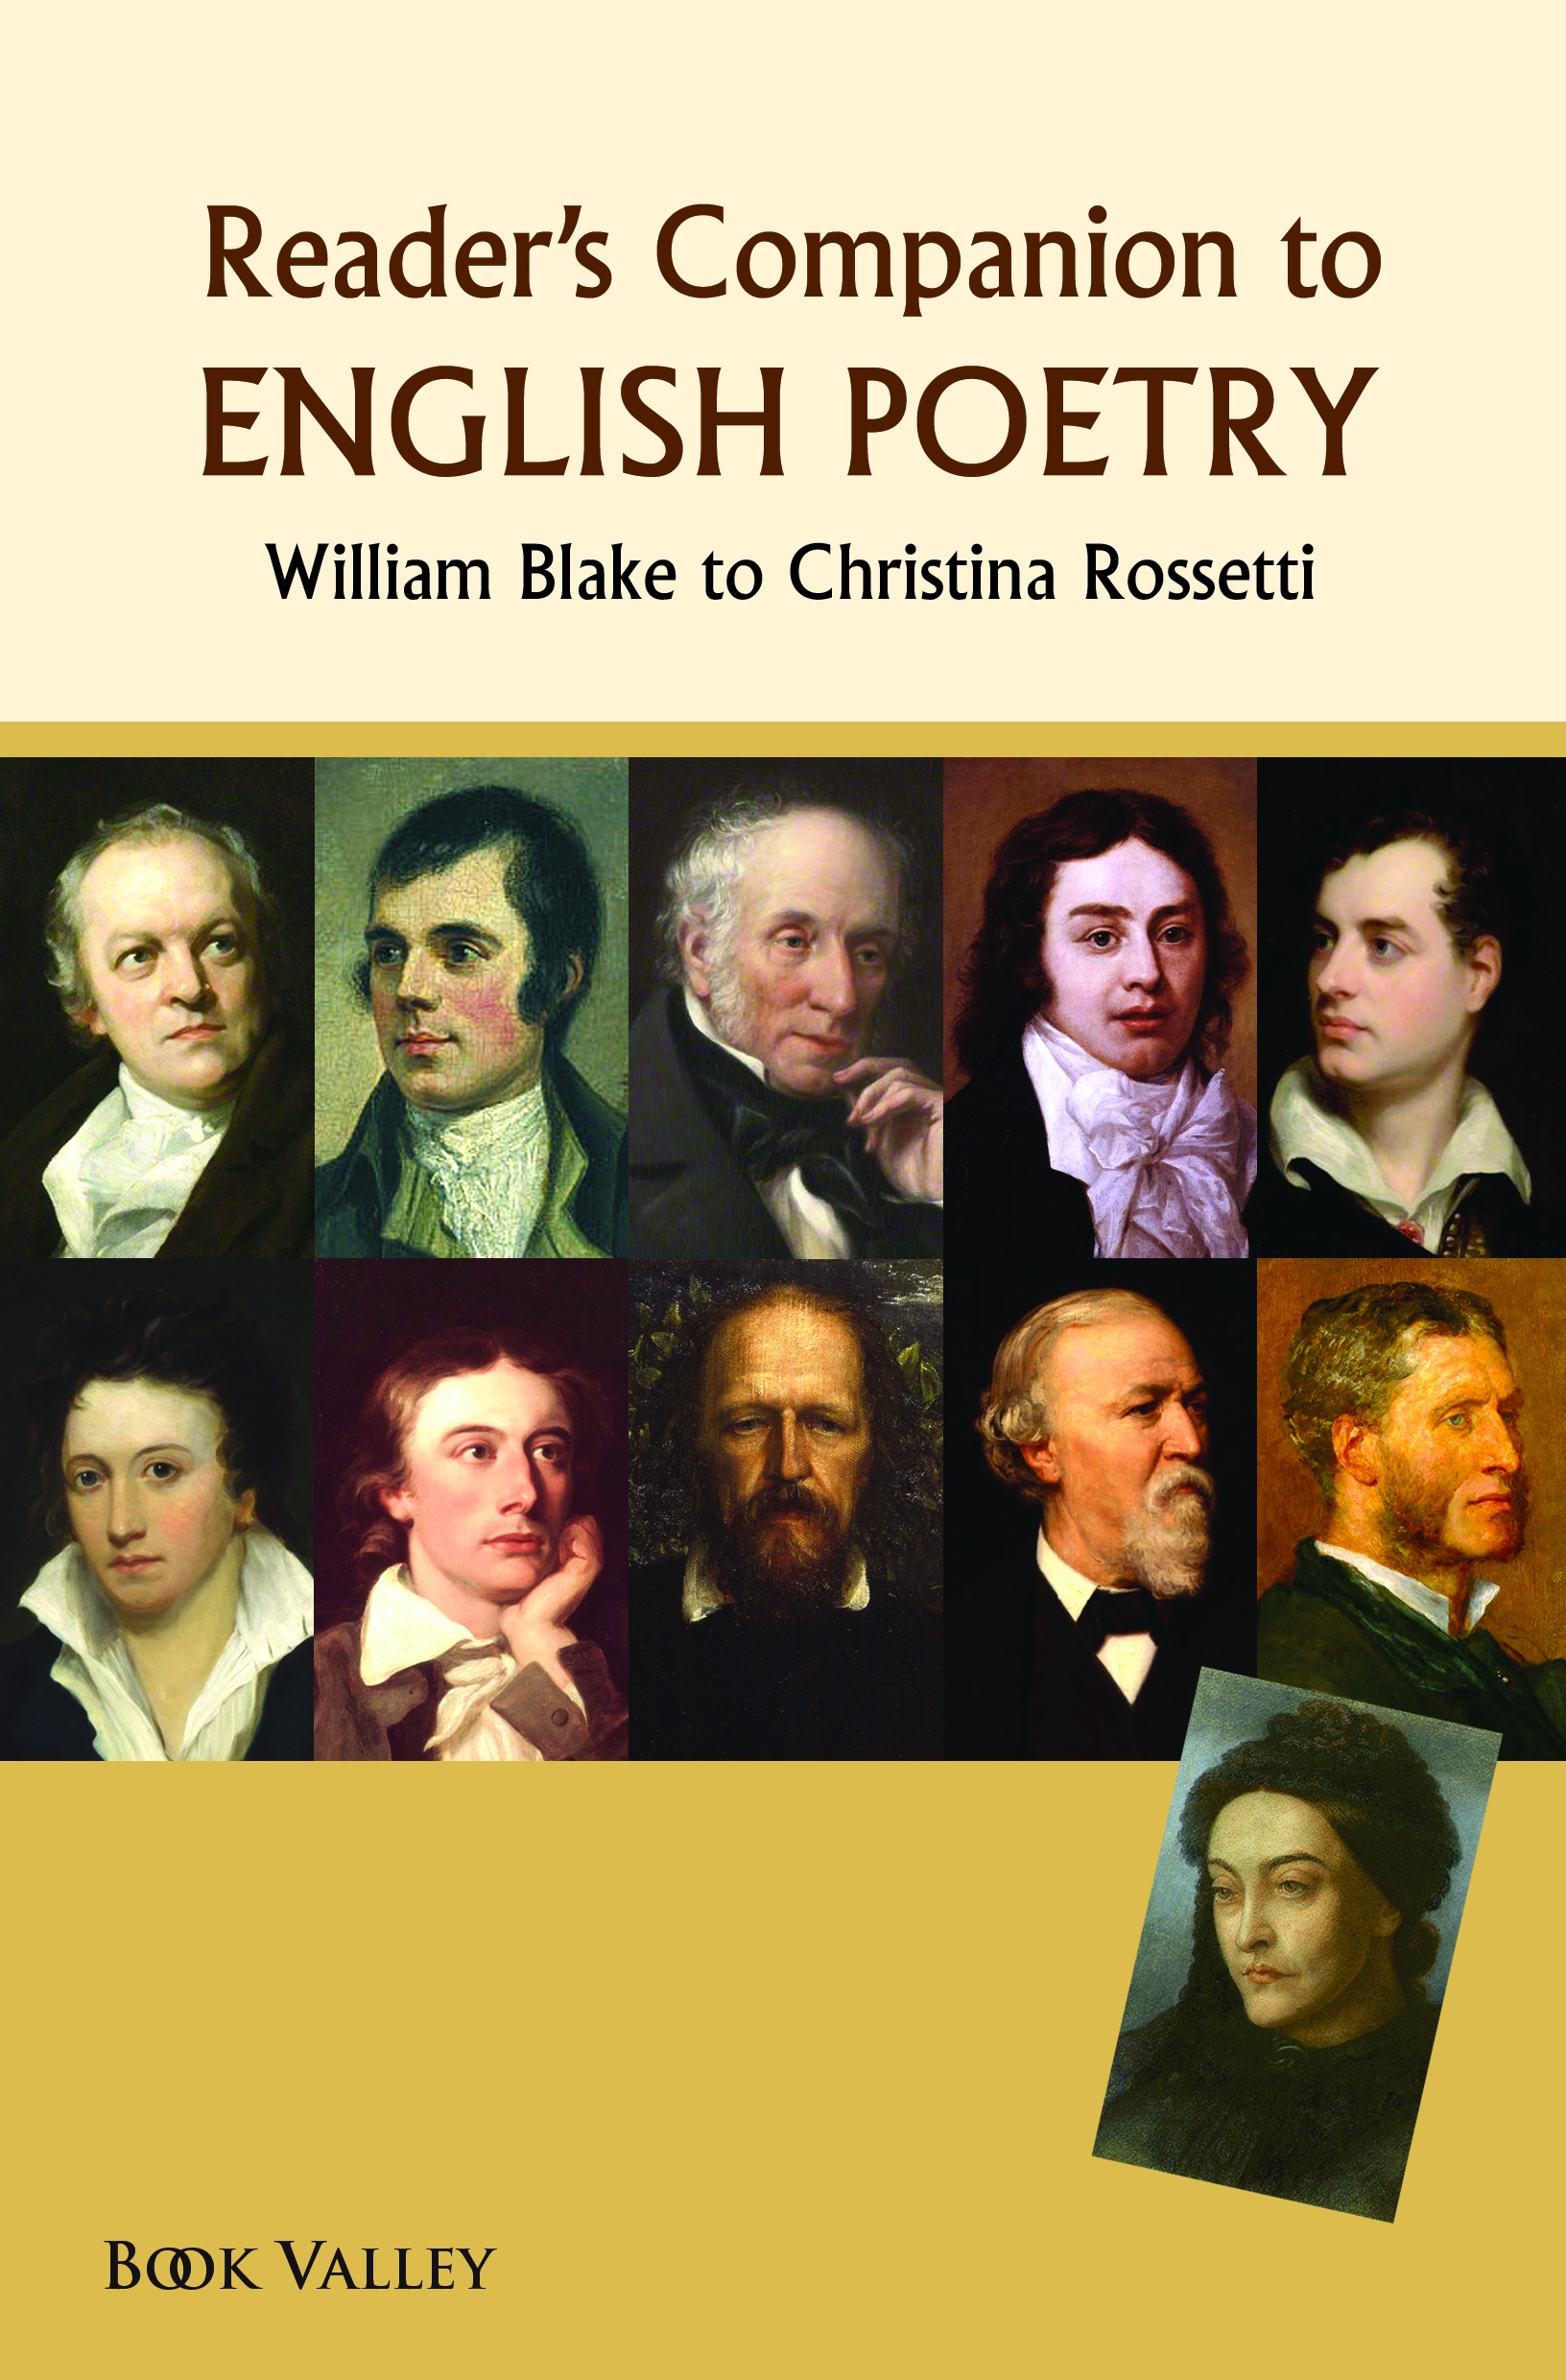 Reader’s Companion to
ENGLISH POETRY
William Blake to Christina Rossetti
BOOK VALLEY